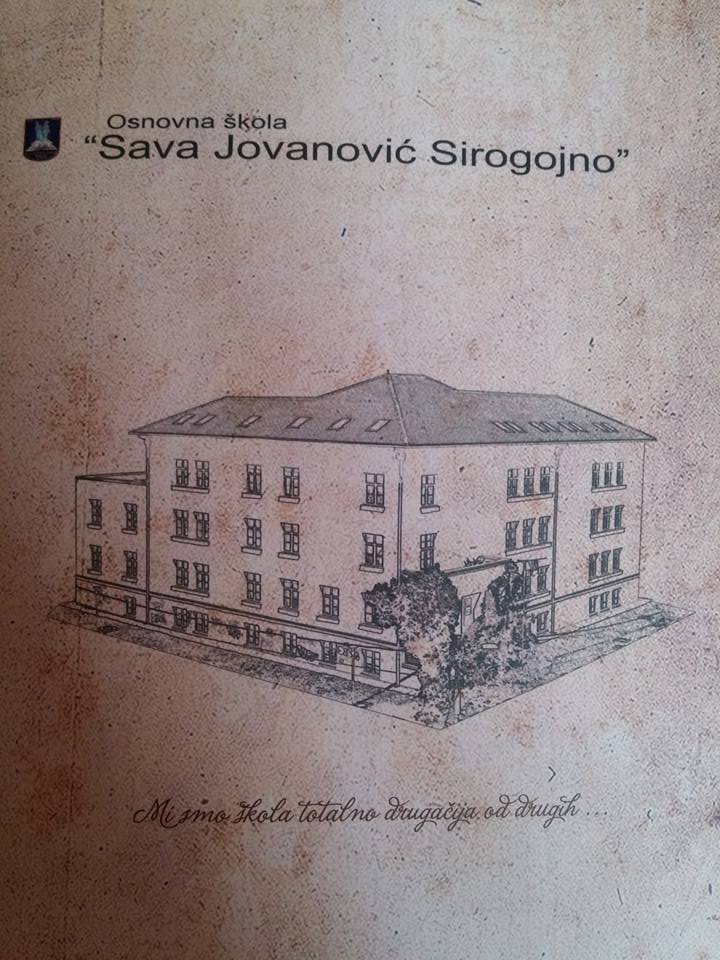 Osnovna škola
“Sava Jovanović Sirogojno”
Mi smo škola totalno drugačija od drugih ...